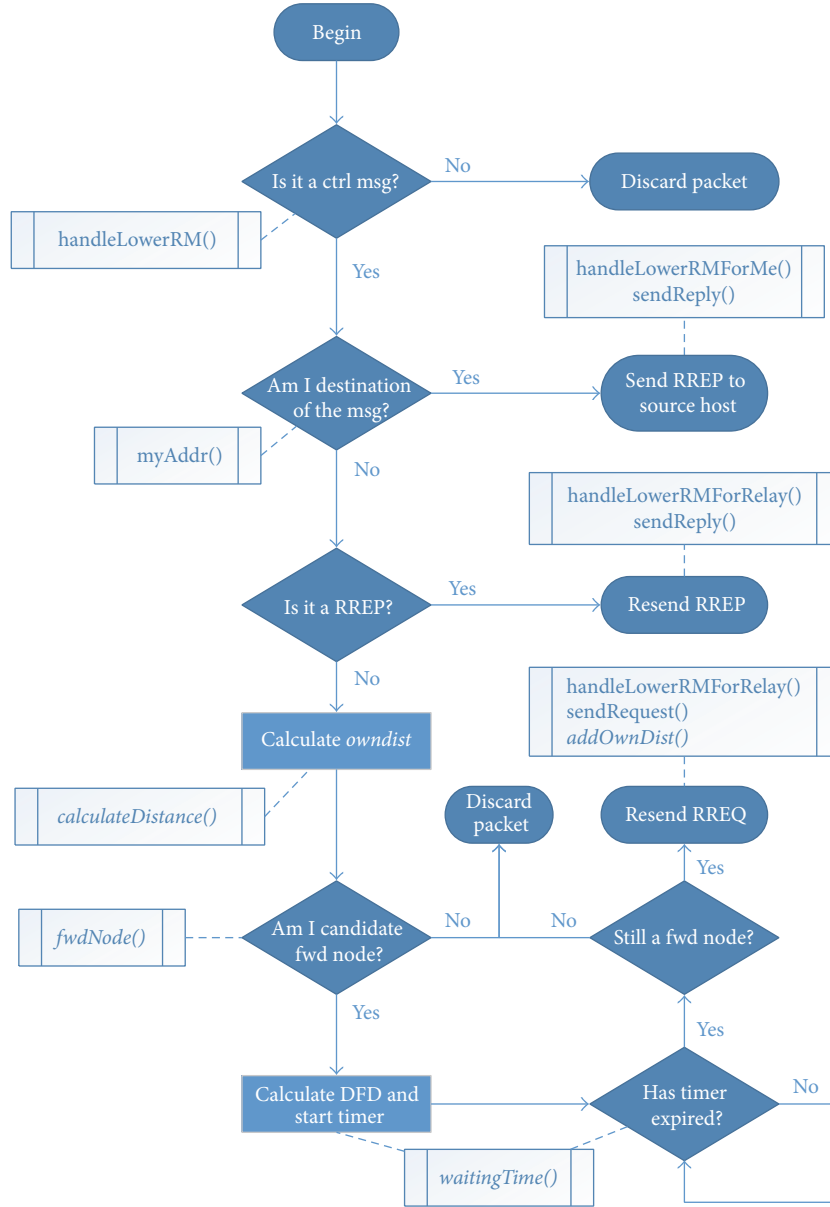 Begin
Is it a ctrl msg?
No
Discard packet
handleLowerRM()
Yes
handleLowerRMForMe()
sendReply()
Am I destination
of the msg?
Yes
Send RREP to
source host
myAddr()
No
handleLowerRMForRelay()
sendReply()
Is it a RREP?
Yes
Resend RREP
No
handleLowerRMForRelay()
sendRequest()
addOwnDist()
Calculate owndist
calculateDistance()
Discard
packet
Resend RREQ
Yes
fwdNode()
Am I candidate
fwd node?
No
No
Still a fwd node?
Yes
Yes
Calculate DFD and
start timer
Has timer
expired?
No
waitingTime()